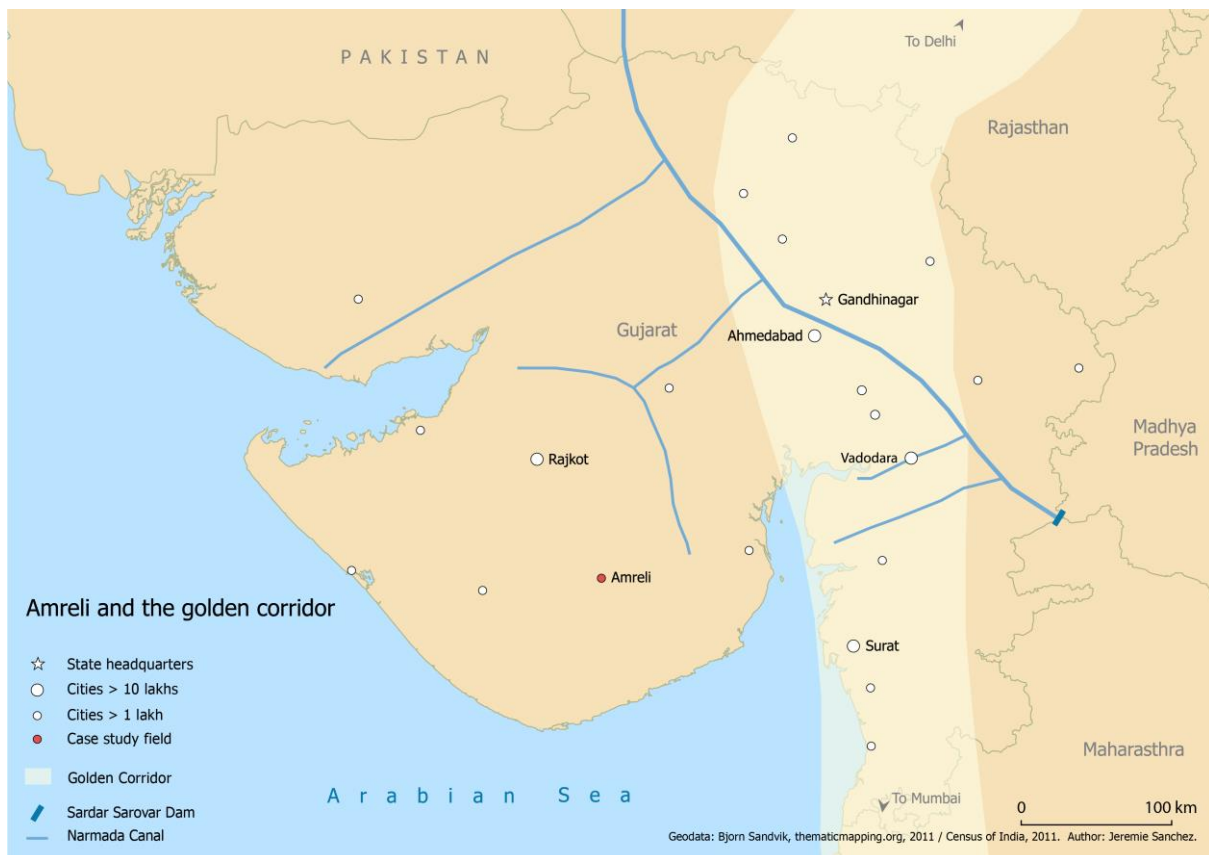 To Delhi
PAKISTAN
Rajasthan
Gandhinagar
Gujarat
Ahmedabad
Madhya
Pradesh
Rajkot
Vadodara
Amreli
Surat
Maharasthra
To Mumbai
Arabian Sea
Amreli and the golden corridor
State headquarters
Cities > 10 lakhs
Cities > 1 lakh
Case study field
Golden Corridor
Sardar Sarovar Dam
Narmada Canal
0 100 km
Geodata: Bjorn Sandvik, thematicmapping.org, 2011 / Census of India, 2011. Author: Jeremie Sanchez.